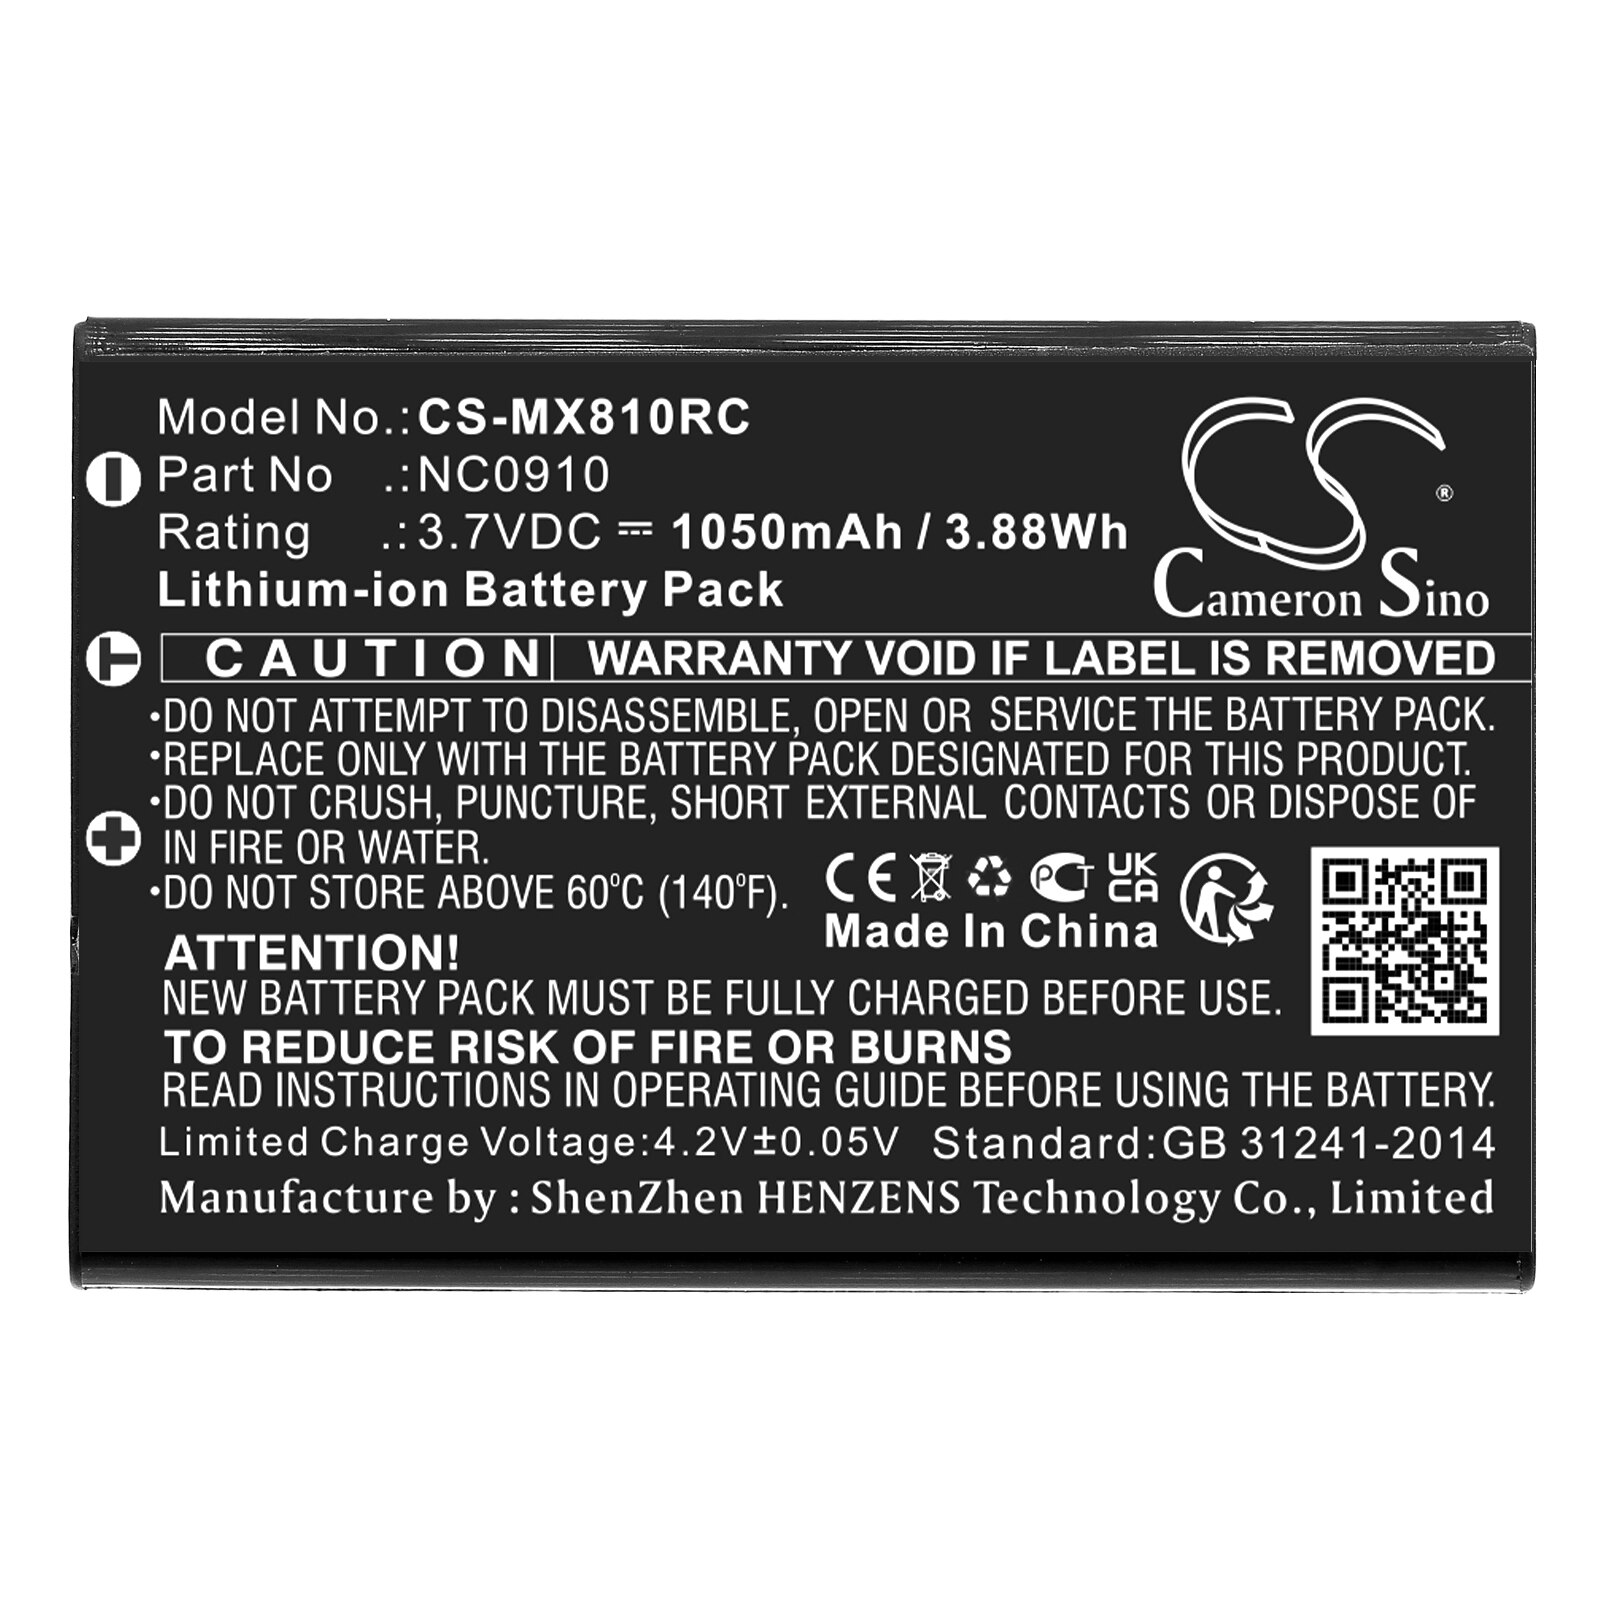 Model No.: CS-MX810RC
Part No .: NC0910
Rating .: 3.7VDC ⎓ 1050mAh / 3.88Wh
Lithium-ion Battery Pack
CS
®
Cameron Sino
CAUTION WARRANTY VOID IF LABEL IS REMOVED
•DO NOT ATTEMPT TO DISASSEMBLE, OPEN OR SERVICE THE BATTERY PACK.
•REPLACE ONLY WITH THE BATTERY PACK DESIGNATED FOR THIS PRODUCT.
•DO NOT CRUSH, PUNCTURE, SHORT EXTERNAL CONTACTS OR DISPOSE OF
IN FIRE OR WATER.
•DO NOT STORE ABOVE 60°C (140°F).
CE PCT UK
CA
Made In China
ATTENTION!
NEW BATTERY PACK MUST BE FULLY CHARGED BEFORE USE.
TO REDUCE RISK OF FIRE OR BURNS
READ INSTRUCTIONS IN OPERATING GUIDE BEFORE USING THE BATTERY.
Limited Charge Voltage:4.2V±0.05V Standard:GB 31241-2014
Manufacture by : ShenZhen HENZENS Technology Co., Limited
− T +